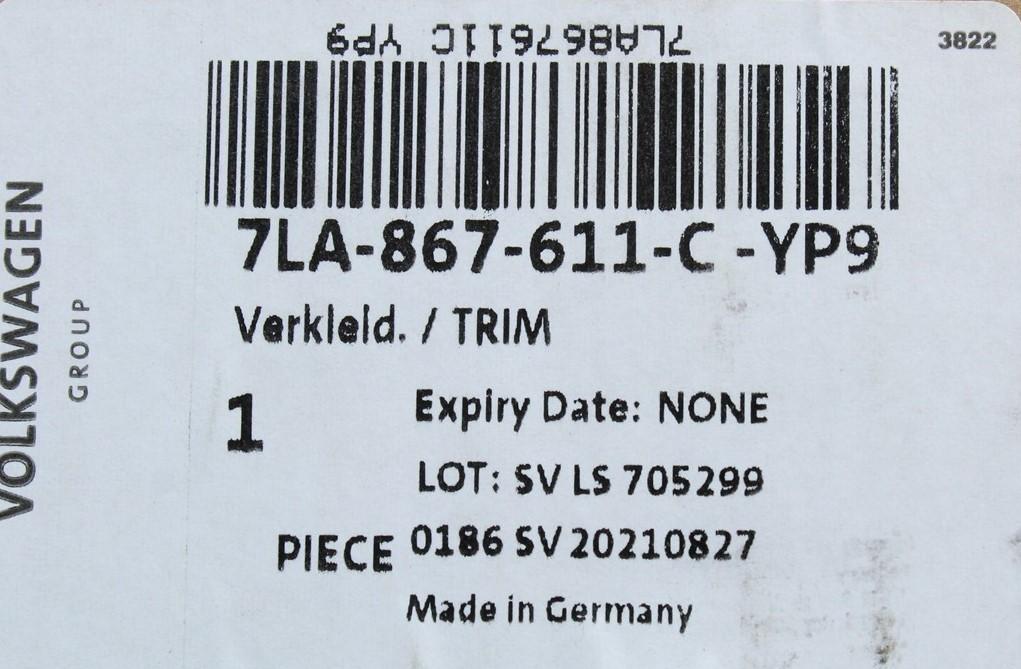 7LA867611C YP9
3822
7LA-867-611-C -YP9
Verkleid. / TRIM
1
Expiry Date: NONE
LOT: SV LS 705299
PIECE 0186 SV 20210827
Made in Germany
VOLKSWAGEN
GROUP